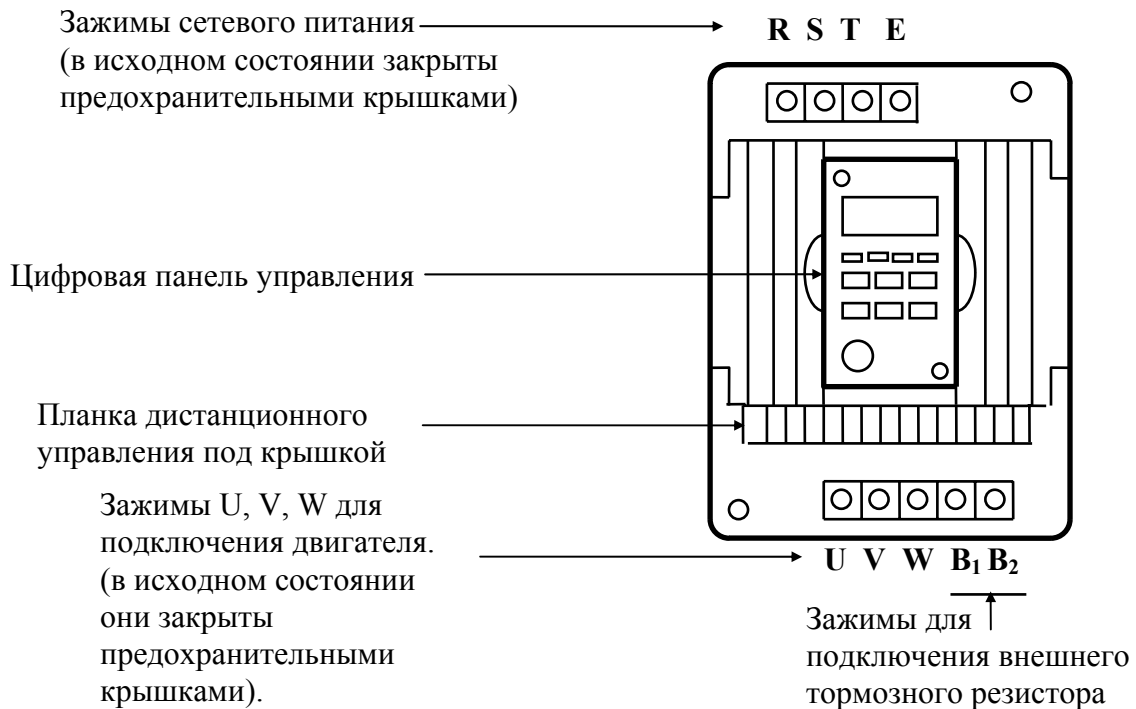 Зажимы сетевого питания
(в исходном состоянии закрыты
предохранительными крышками)
R S T E
Цифровая панель управления
Планка дистанционного
управления под крышкой
Зажимы U, V, W для
подключения двигателя.
(в исходном состоянии
они закрыты
предохранительными
крышками).
U V W B₁ B₂
Зажимы для
подключения внешнего
тормозного резистора